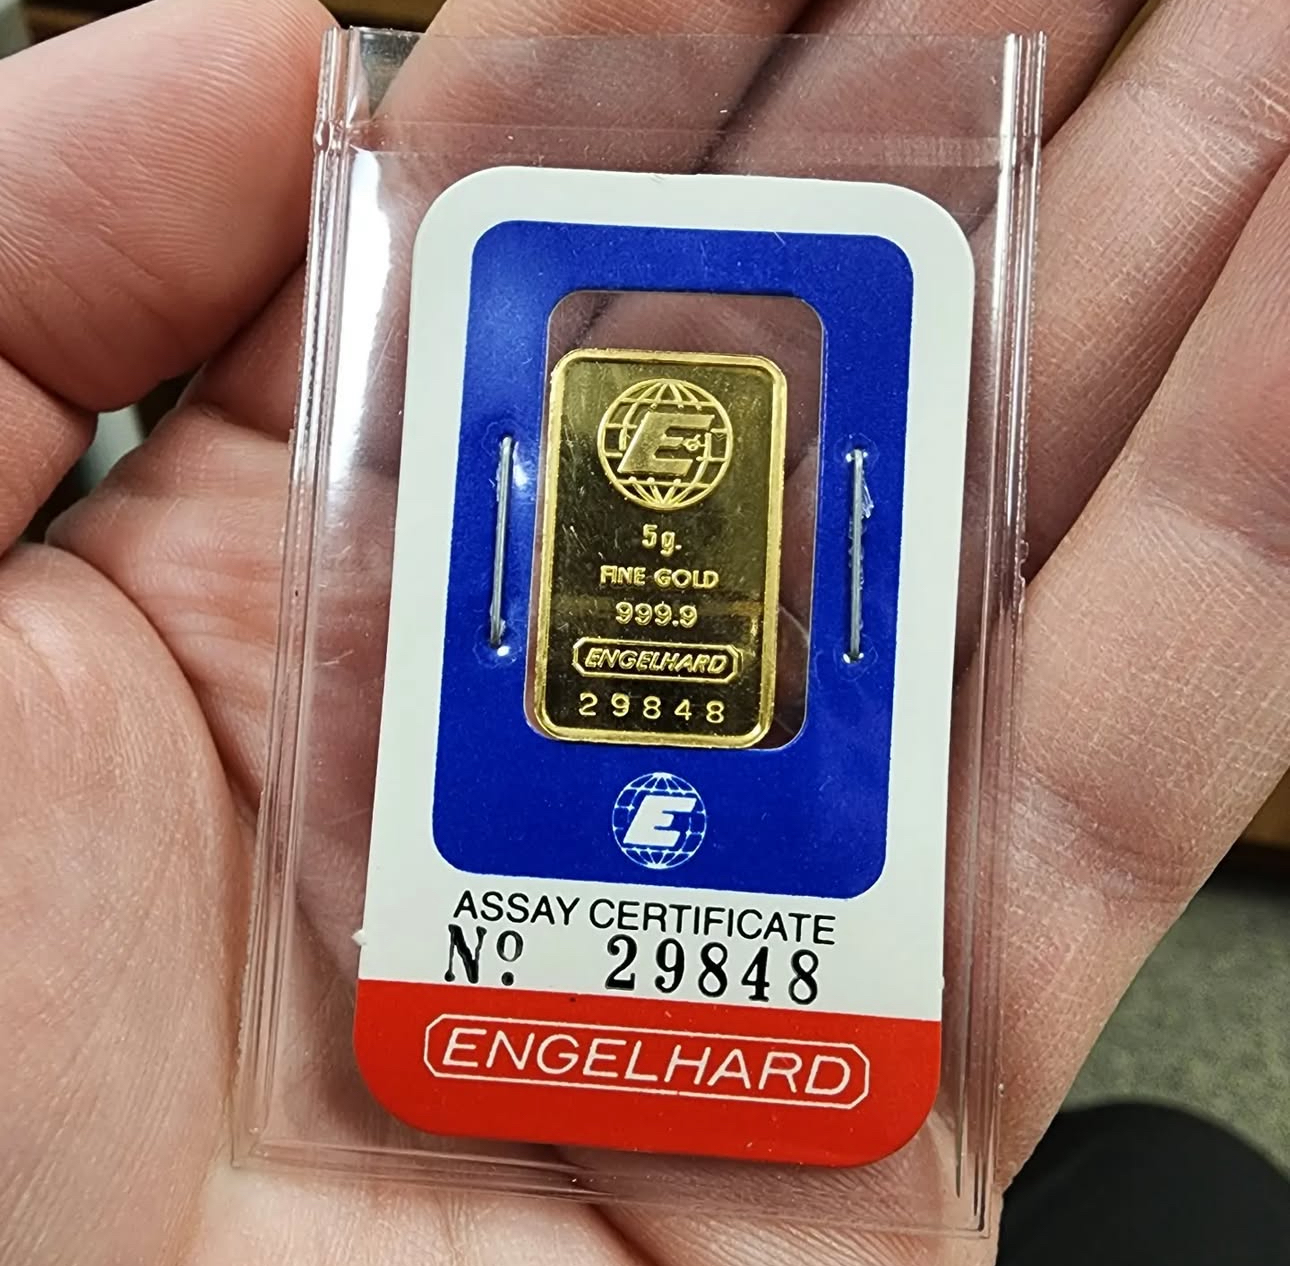 E
5g.
FINE GOLD
999.9
ENGELHARD
29848
E
ASSAY CERTIFICATE
Nº. 29848
ENGELHARD